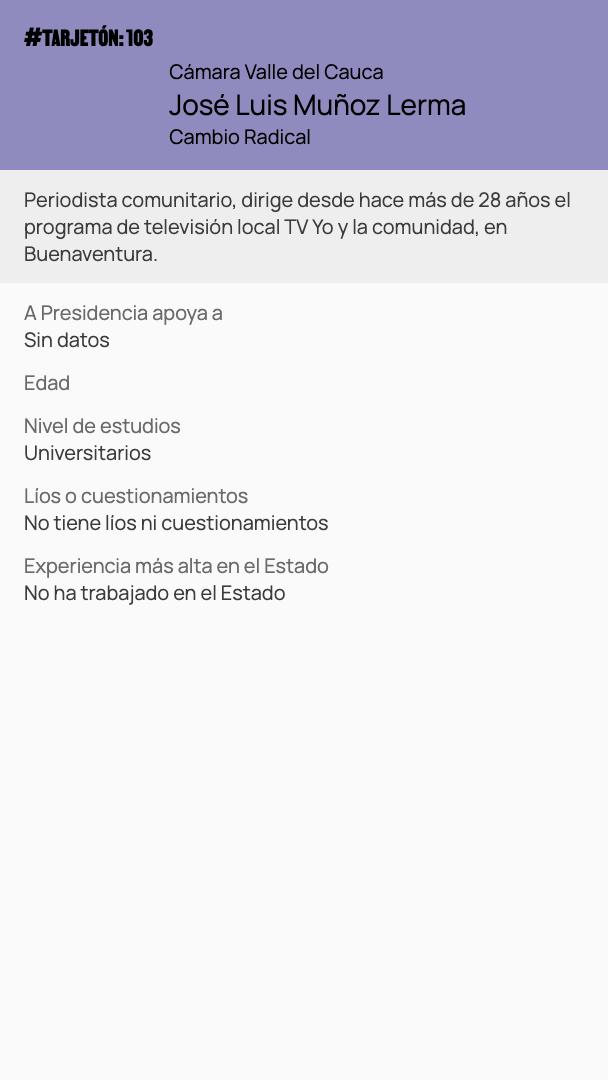 #TARJETÓN: 103
Cámara Valle del Cauca
José Luis Muñoz Lerma
Cambio Radical
Periodista comunitario, dirige desde hace más de 28 años el
programa de televisión local TV Yo y la comunidad, en
Buenaventura.
A Presidencia apoya a
Sin datos
Edad
Nivel de estudios
Universitarios
Líos o cuestionamientos
No tiene líos ni cuestionamientos
Experiencia más alta en el Estado
No ha trabajado en el Estado